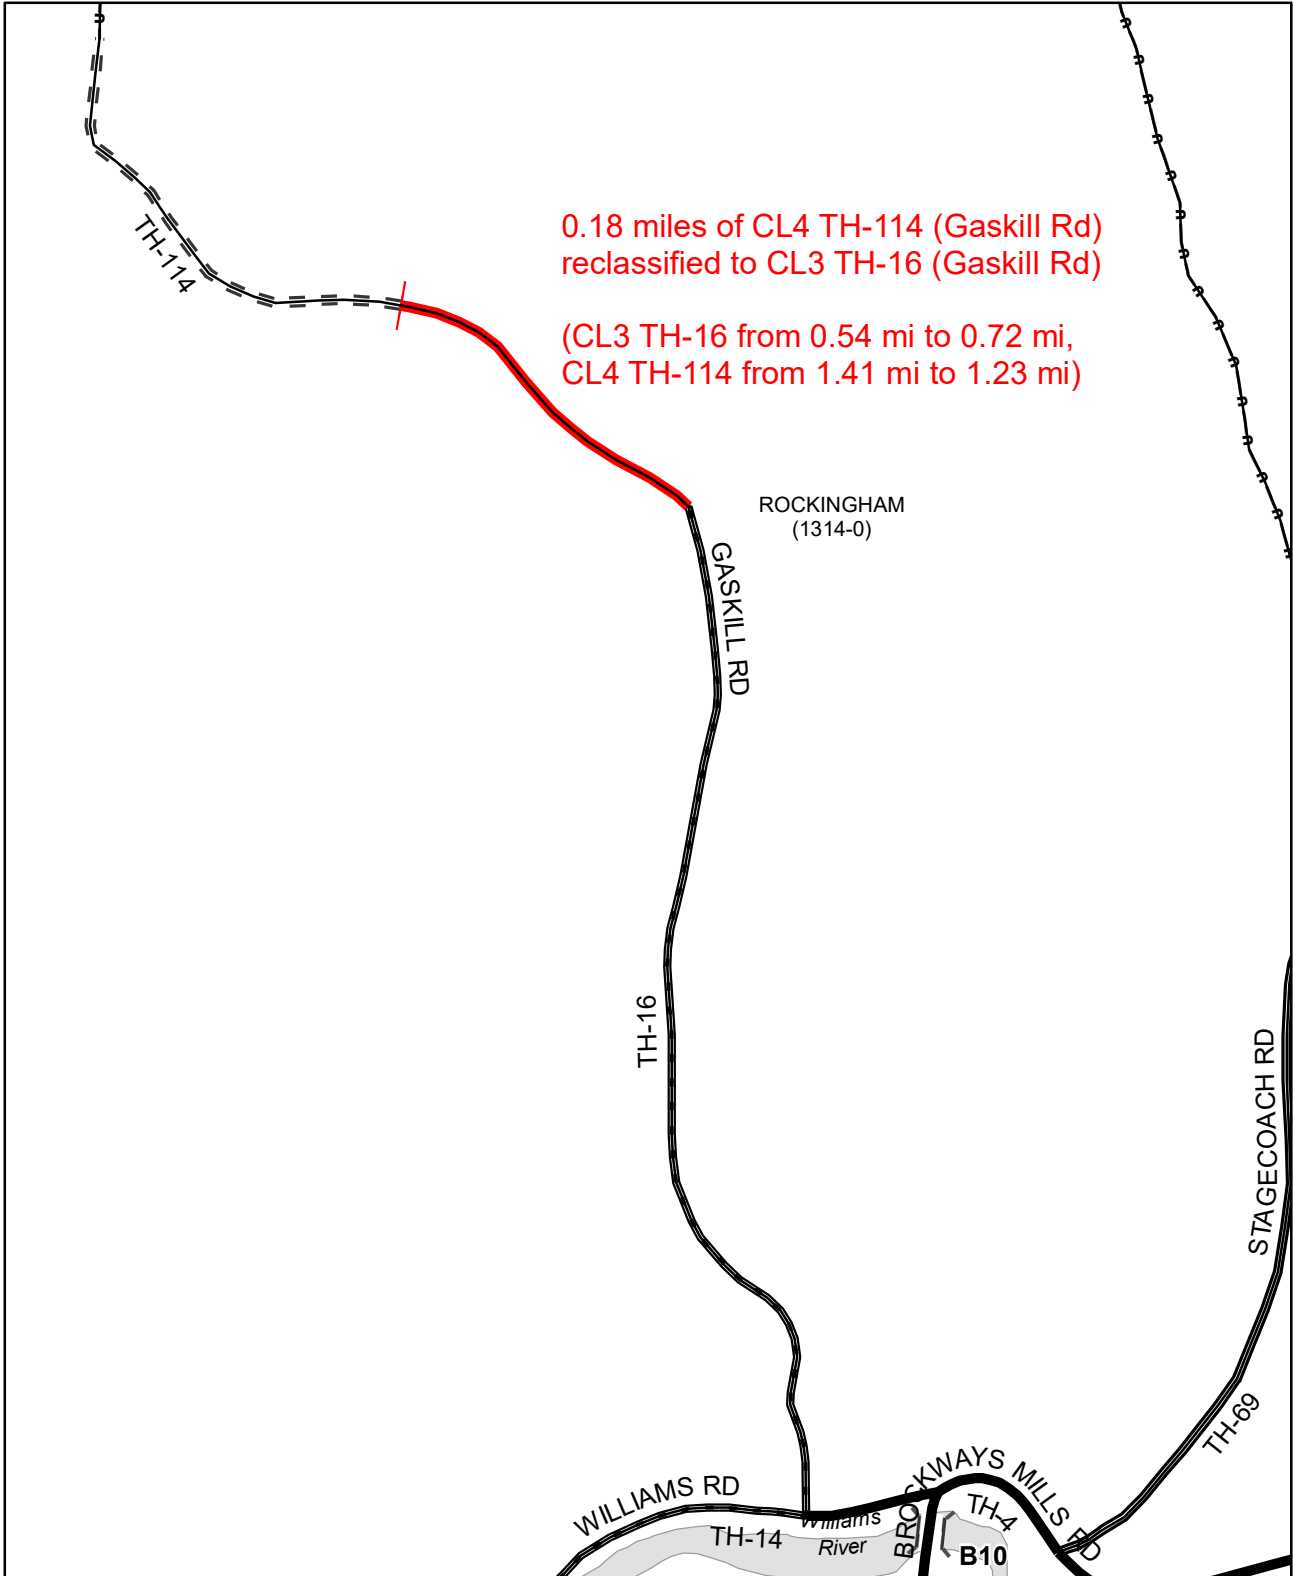 TH-114
0.18 miles of CL4 TH-114 (Gaskill Rd)
reclassified to CL3 TH-16 (Gaskill Rd)
(CL3 TH-16 from 0.54 mi to 0.72 mi,
CL4 TH-114 from 1.41 mi to 1.23 mi)
ROCKINGHAM
(1314-0)
GASKILL RD
TH-16
STAGECOACH RD
TH-69
WILLIAMS RD
TH-14
Williams
River
BROCKWAYS MILLS RD
TH-4
B10